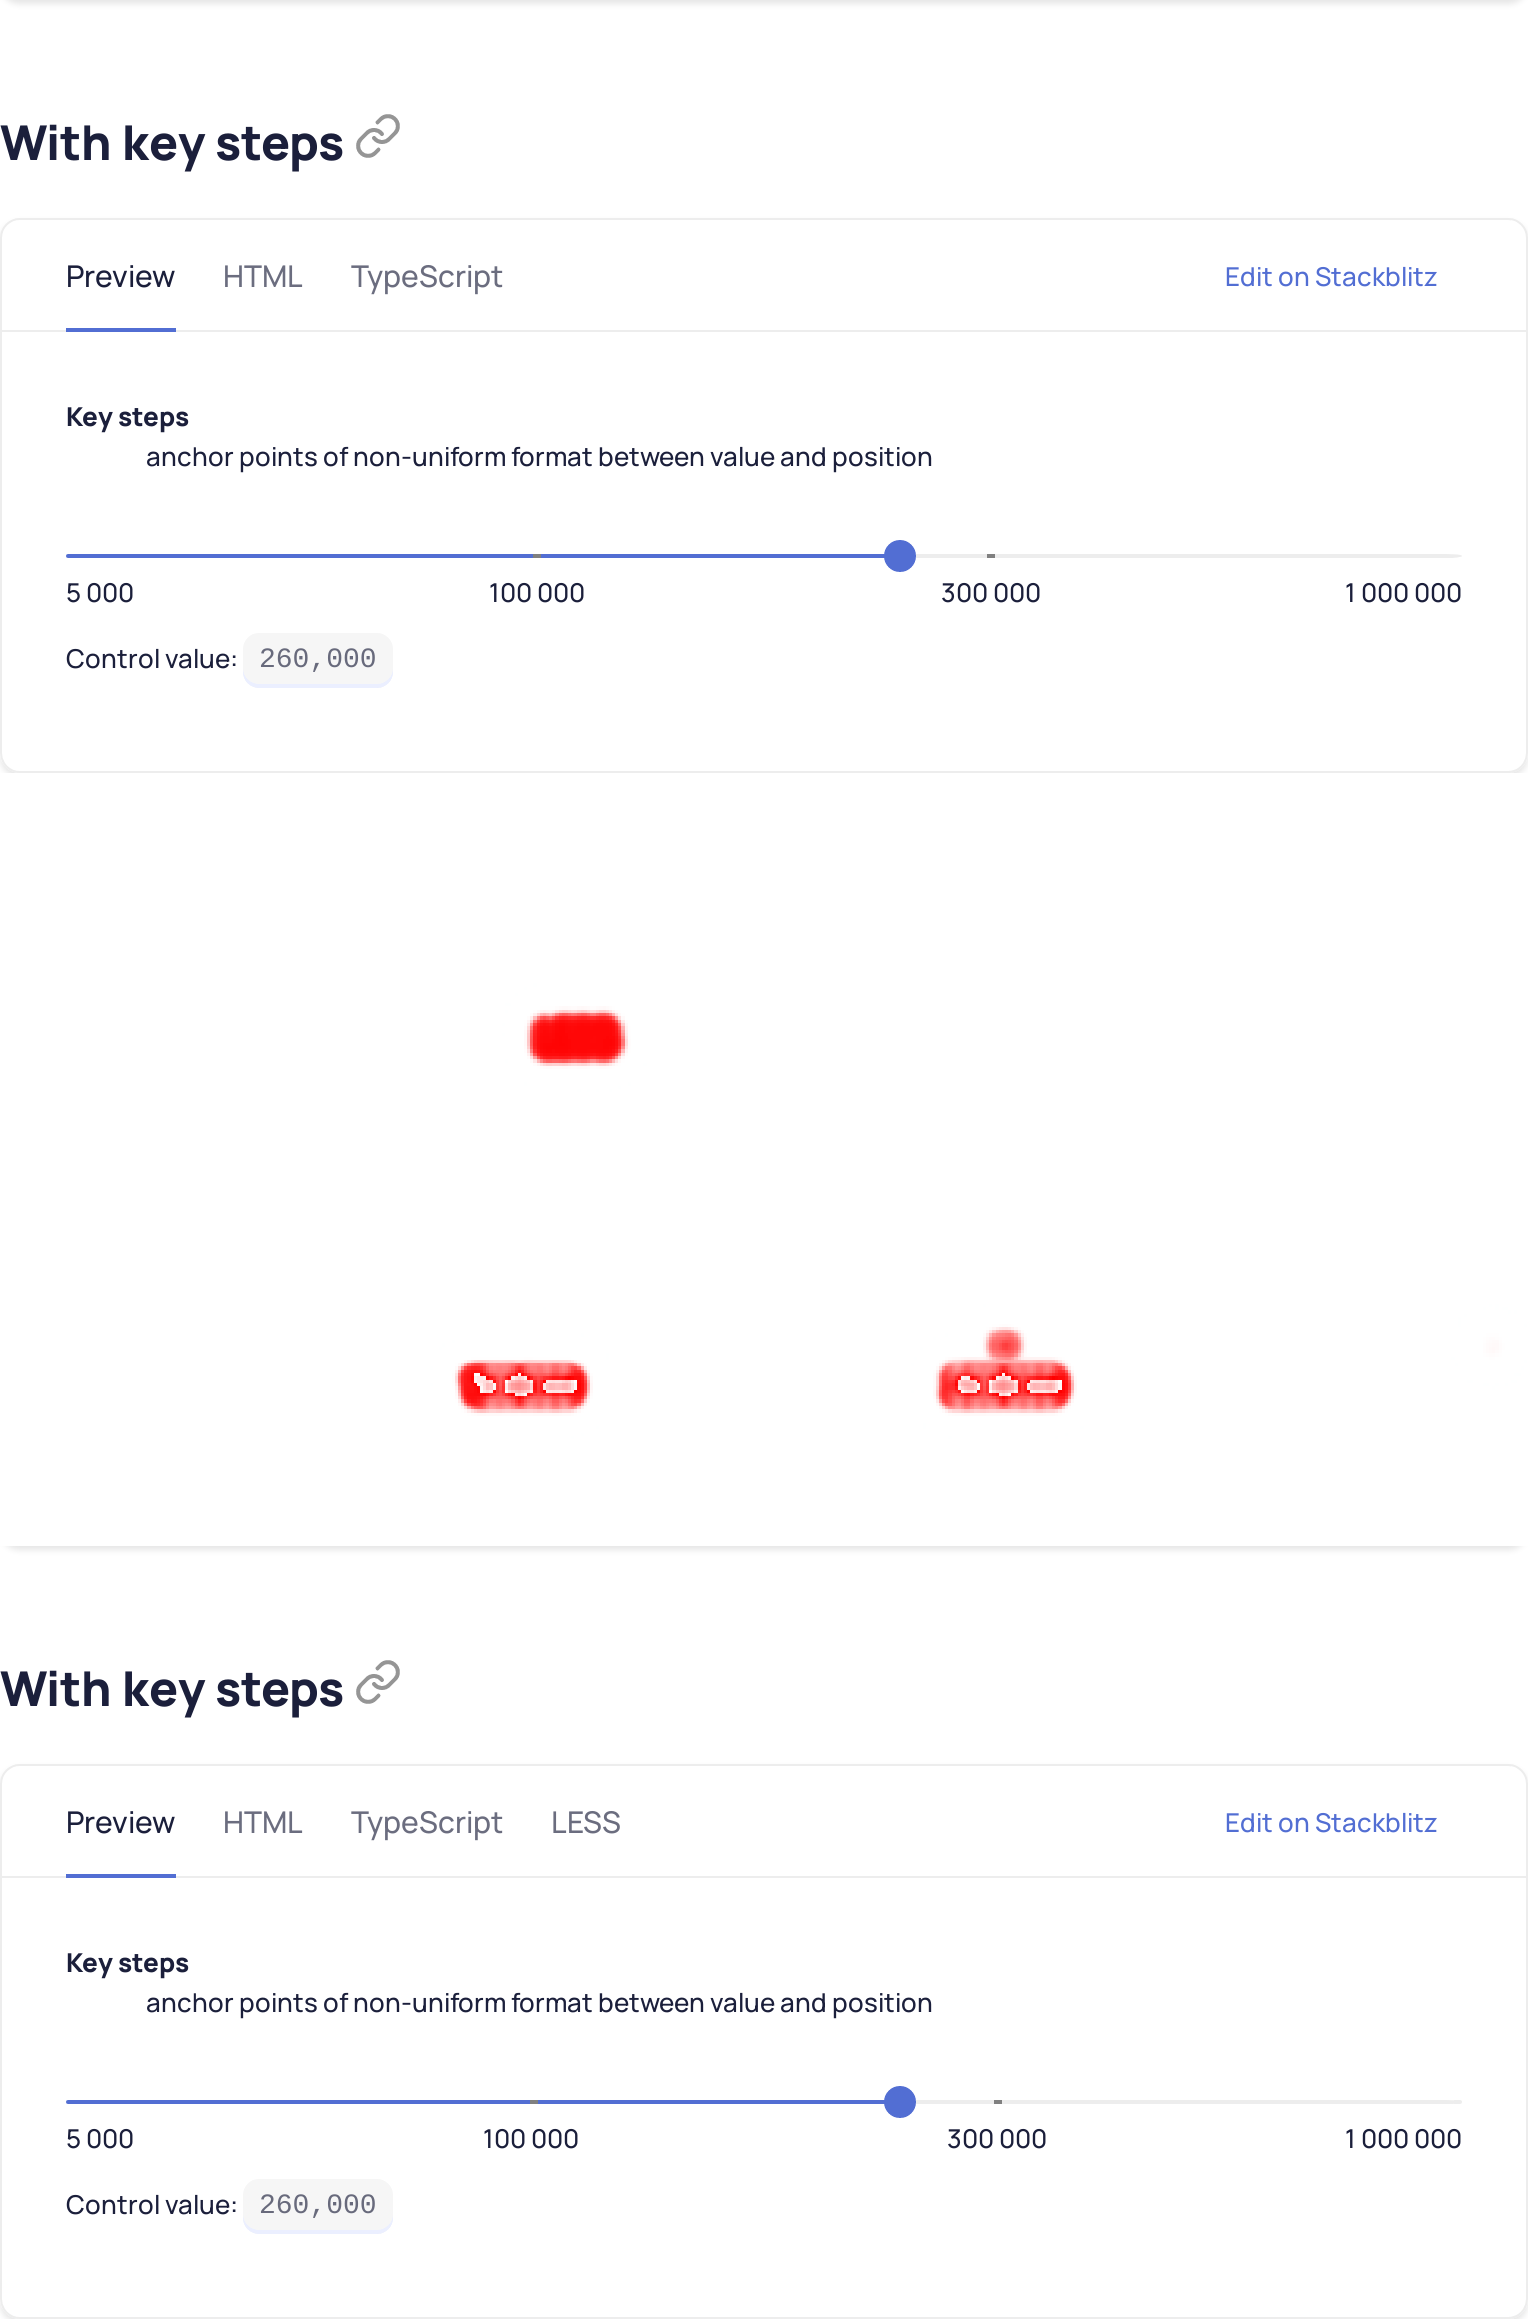 With key steps
Preview HTML TypeScript Edit on Stackblitz
Key steps
anchor points of non-uniform format between value and position
5 000 100 000 300 000 1 000 000
Control value: 260,000
With key steps
Preview HTML TypeScript LESS Edit on Stackblitz
Key steps
anchor points of non-uniform format between value and position
5 000 100 000 300 000 1 000 000
Control value: 260,000